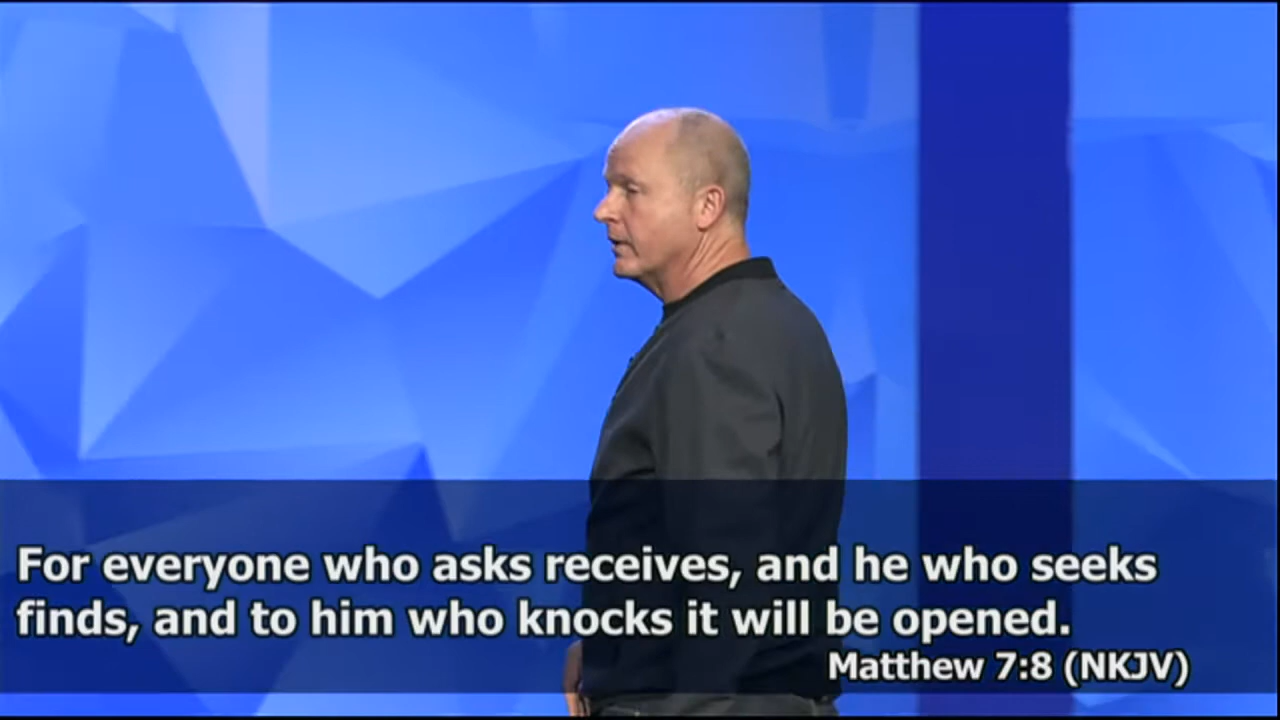 For everyone who asks receives, and he who seeks
finds, and to him who knocks it will be opened.
Matthew 7:8 (NKJV)